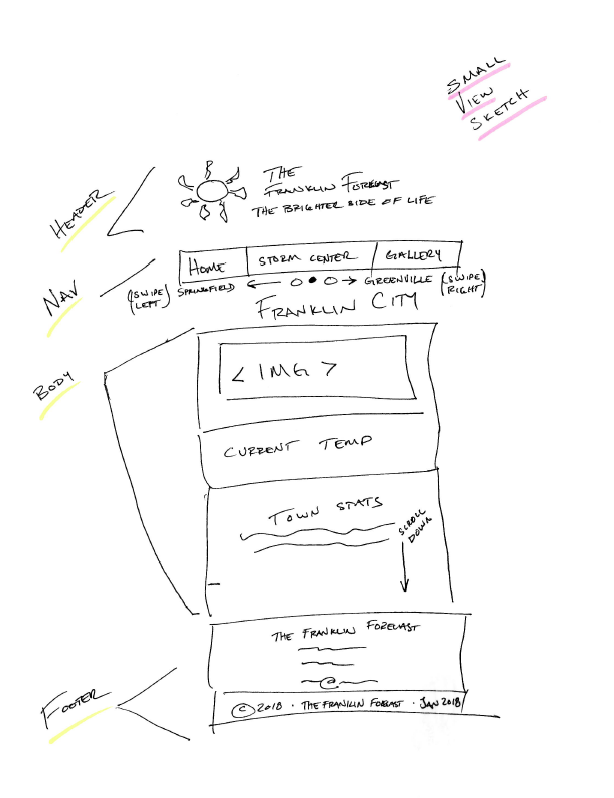 SMALL
VIEW
SKETCH
HEADER
THE
FRANKLIN FORECAST
THE BRIGHTER SIDE OF LIFE
NAV
HOME
STORM CENTER
GALLERY
(SWIPE LEFT)
SPRINGFIELD
GREENVILLE
(SWIPE RIGHT)
FRANKLIN CITY
BODY
< IMG >
CURRENT TEMP
TOWN STATS
SCROLL
DOWN
FOOTER
THE FRANKLIN FORECAST
@
© 2018 · THE FRANKLIN FORECAST · JAN 2018